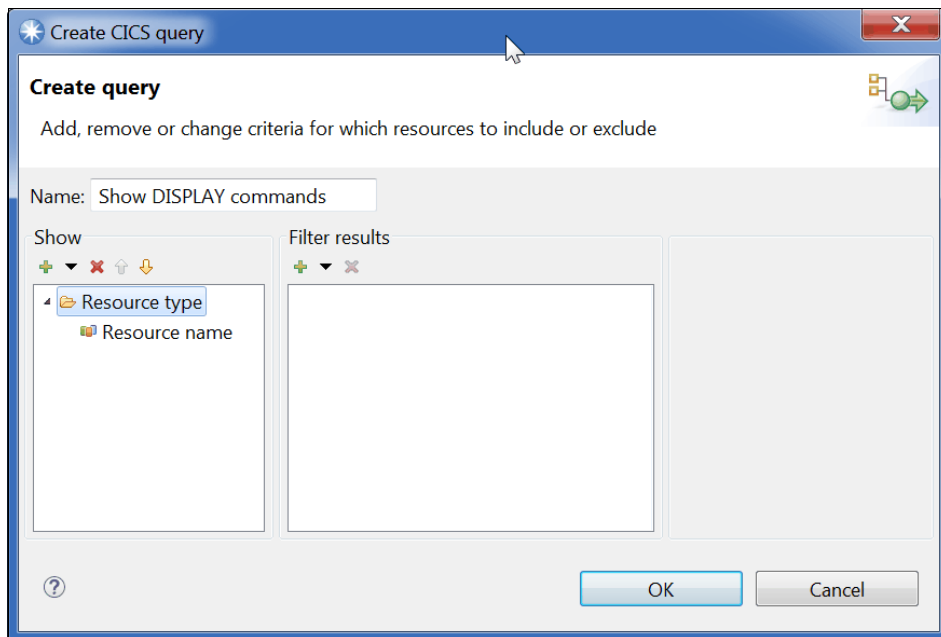 Create CICS query
Create query
Add, remove or change criteria for which resources to include or exclude
Name: Show DISPLAY commands
Show
Filter results
Resource type
Resource name
?
OK
Cancel